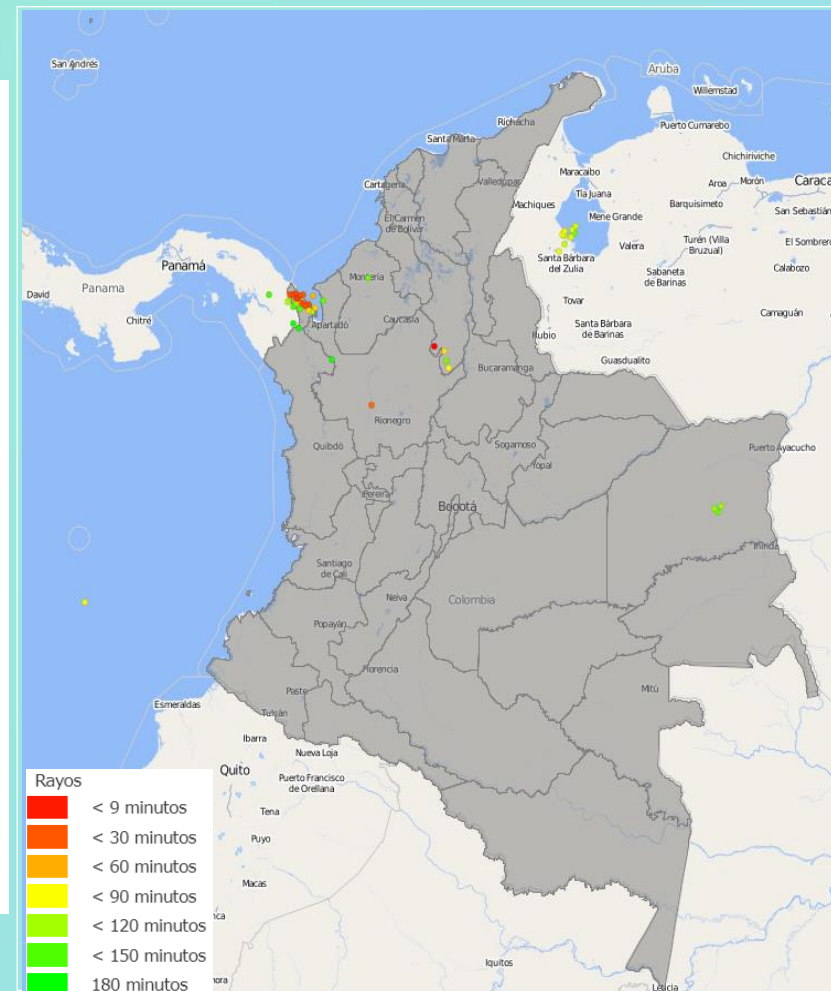 San Andrés
Aruba
Willemstad
Riohacha
Puerto Cumarebo
Santa Marta
Chichiriviche
Maracaibo
Valledupar
Cartagena
Tia Juana
Aroa
Morón
Caraca
Machiques
Barquisimeto
El Carmen
de Bolívar
Mene Grande
San Sebastián
Valera
Turén (Villa
Bruzual)
El Sombrero
Panamá
Santa Bárbara
del Zulia
Sabaneta
de Barinas
Calabozo
Montería
David
Panama
Tovar
Chitré
Camaguán
Apartadó
Caucasia
Santa Bárbara
de Barinas
Rubio
Guasdualito
Bucaramanga
Rionegro
Quibdó
Sogamoso
Puerto Ayacucho
Yopal
Pereira
Bogotá
Inírida
Santiago
de Cali
Neiva
Colombia
Popayán
Florencia
Mitú
Pasto
Esmeraldas
Tulcán
Ibarra
Nueva Loja
Quito
Puerto Francisco
de Orellana
Tena
Puyo
Macas
Iquitos
Leticia
Rayos
< 9 minutos
< 30 minutos
< 60 minutos
< 90 minutos
< 120 minutos
< 150 minutos
180 minutos